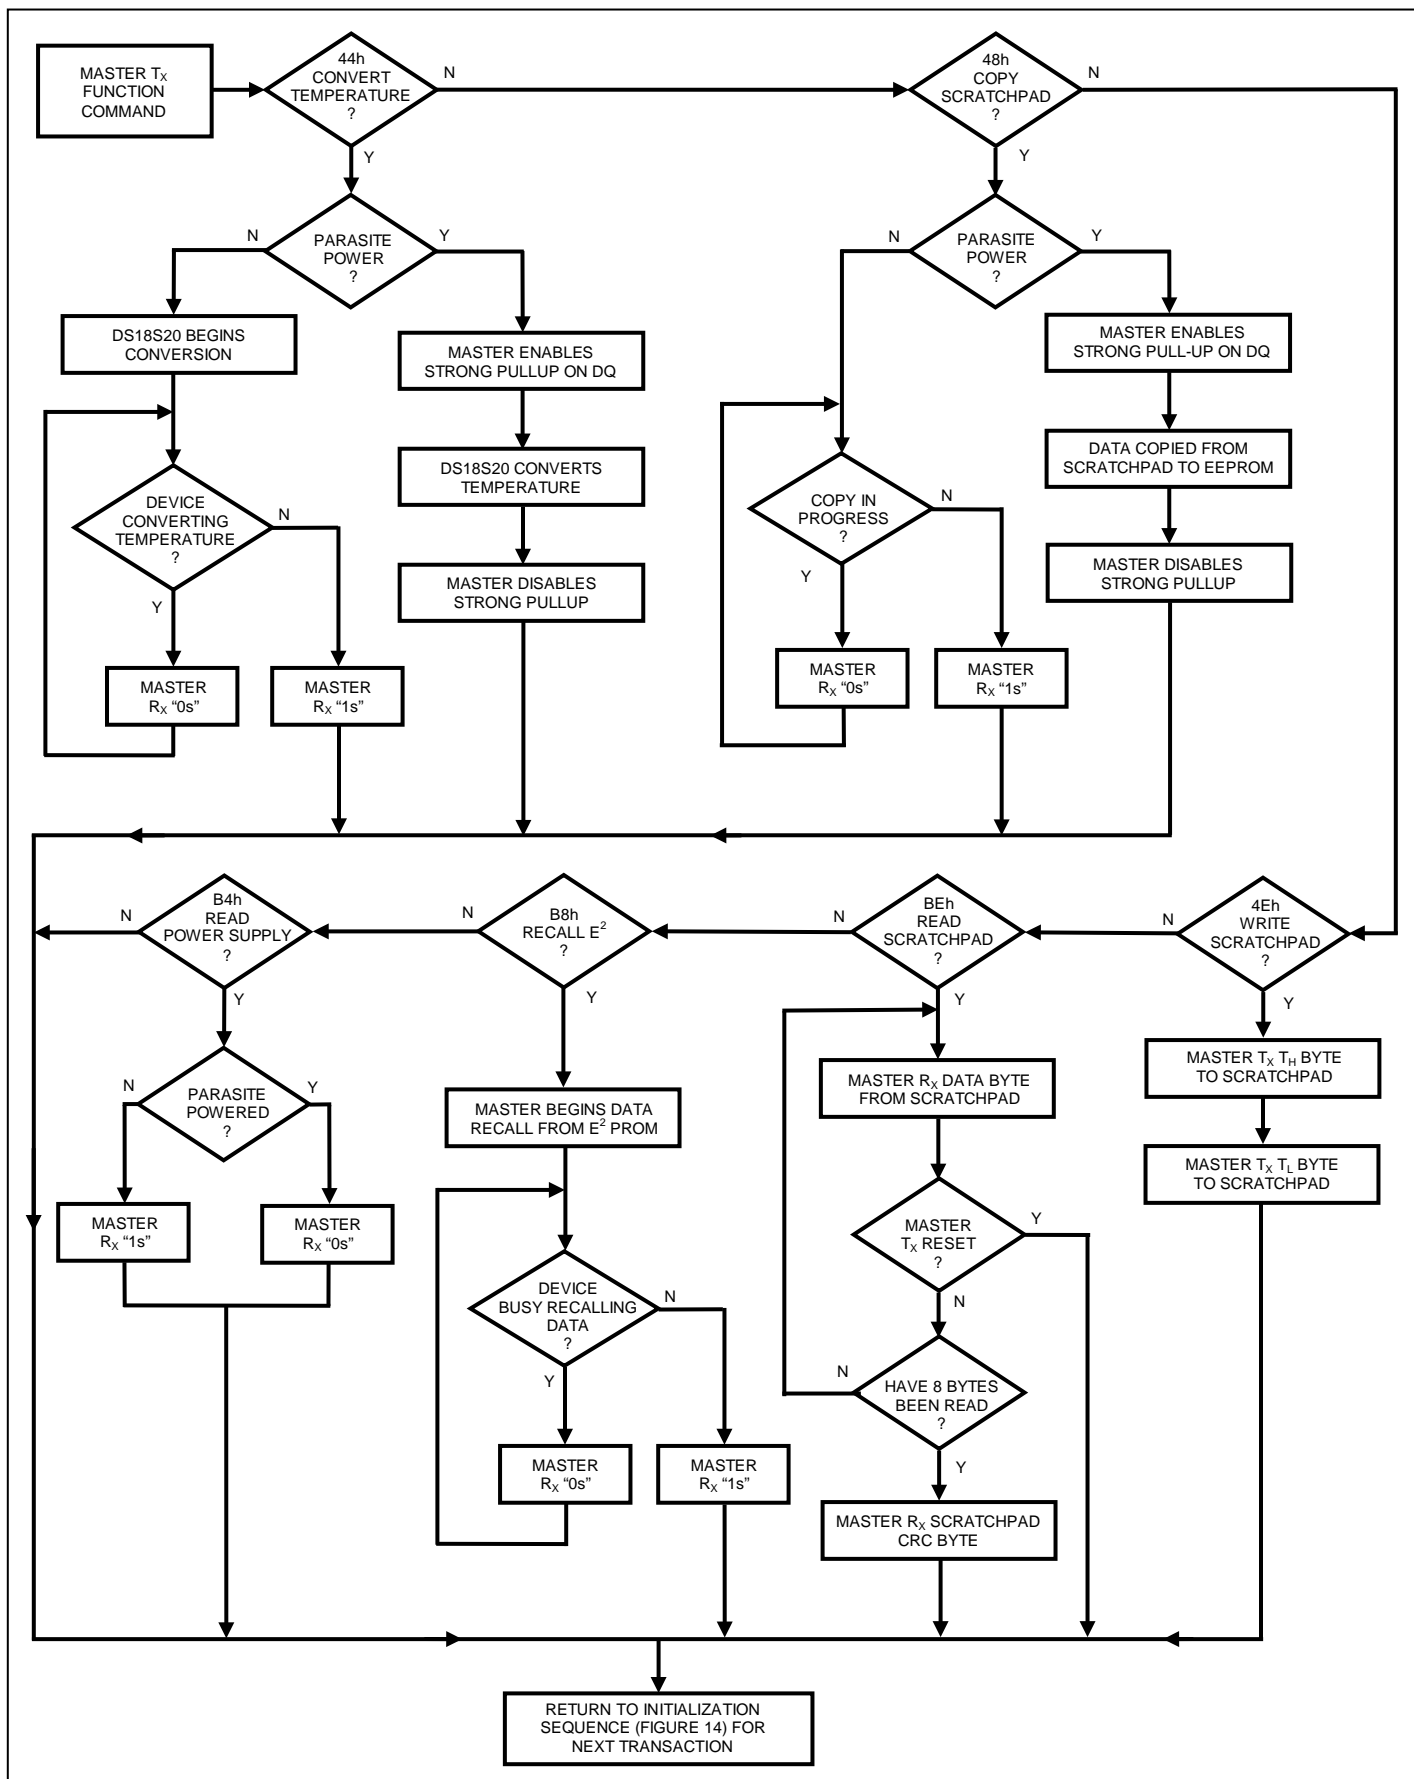 MASTER TX
FUNCTION
COMMAND
44h
CONVERT
TEMPERATURE
?
N
Y
48h
COPY
SCRATCHPAD
?
N
Y
PARASITE
POWER
?
N
Y
PARASITE
POWER
?
N
Y
DS18S20 BEGINS
CONVERSION
MASTER ENABLES
STRONG PULLUP ON DQ
MASTER ENABLES
STRONG PULL-UP ON DQ
DS18S20 CONVERTS
TEMPERATURE
DATA COPIED FROM
SCRATCHPAD TO EEPROM
DEVICE
CONVERTING
TEMPERATURE
?
N
Y
COPY IN
PROGRESS
?
N
Y
MASTER DISABLES
STRONG PULLUP
MASTER DISABLES
STRONG PULLUP
MASTER
RX “0s”
MASTER
RX “1s”
MASTER
RX “0s”
MASTER
RX “1s”
B4h
READ
POWER SUPPLY
?
N
Y
B8h
RECALL E2
?
N
Y
BEh
READ
SCRATCHPAD
?
N
Y
4Eh
WRITE
SCRATCHPAD
?
N
Y
PARASITE
POWERED
?
N
Y
MASTER BEGINS DATA
RECALL FROM E2 PROM
MASTER RX DATA BYTE
FROM SCRATCHPAD
MASTER TX TH BYTE
TO SCRATCHPAD
MASTER TX TL BYTE
TO SCRATCHPAD
MASTER
RX “1s”
MASTER
RX “0s”
MASTER
TX RESET
?
Y
N
DEVICE
BUSY RECALLING
DATA
?
N
Y
HAVE 8 BYTES
BEEN READ
?
N
Y
MASTER
RX “0s”
MASTER
RX “1s”
MASTER RX SCRATCHPAD
CRC BYTE
RETURN TO INITIALIZATION
SEQUENCE (FIGURE 14) FOR
NEXT TRANSACTION